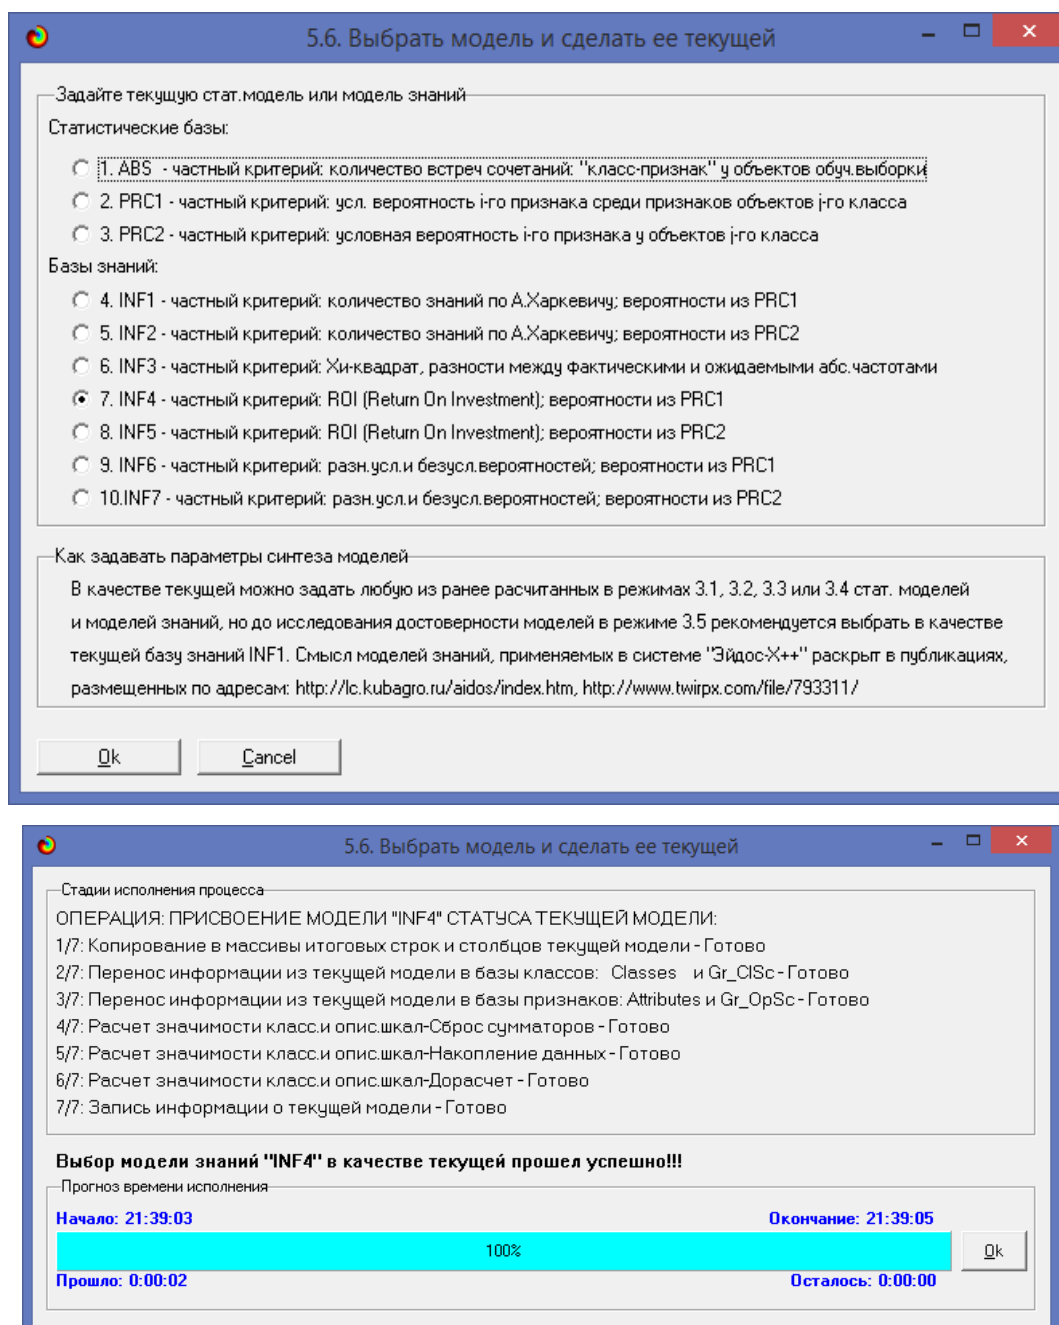 5.6. Выбрать модель и сделать ее текущей
Задайте текущую стат.модель или модель знаний
Статистические базы:
1. ABS - частный критерий: количество встреч сочетаний: "класс-признак" у объектов обуч.выборки
2. PRC1 - частный критерий: усл. вероятность i-го признака среди признаков объектов j-го класса
3. PRC2 - частный критерий: условная вероятность i-го признака у объектов j-го класса
Базы знаний:
4. INF1 - частный критерий: количество знаний по А.Харкевичу; вероятности из PRC1
5. INF2 - частный критерий: количество знаний по А.Харкевичу; вероятности из PRC2
6. INF3 - частный критерий: Хи-квадрат, разности между фактическими и ожидаемыми абс.частотами
7. INF4 - частный критерий: ROI (Return On Investment); вероятности из PRC1
8. INF5 - частный критерий: ROI (Return On Investment); вероятности из PRC2
9. INF6 - частный критерий: разн.усл.и безусл.вероятностей; вероятности из PRC1
10.INF7 - частный критерий: разн.усл.и безусл.вероятностей; вероятности из PRC2
Как задавать параметры синтеза моделей
В качестве текущей можно задать любую из ранее расчитанных в режимах 3.1, 3.2, 3.3 или 3.4 стат. моделей
и моделей знаний, но до исследования достоверности моделей в режиме 3.5 рекомендуется выбрать в качестве
текущей базу знаний INF1. Смысл моделей знаний, применяемых в системе "Эйдос-X++" раскрыт в публикациях,
размещенных по адресам: http://lc.kubagro.ru/aidos/index.htm, http://www.twirpx.com/file/793311/
Ok Cancel
5.6. Выбрать модель и сделать ее текущей
Стадии исполнения процесса
ОПЕРАЦИЯ: ПРИСВОЕНИЕ МОДЕЛИ "INF4" СТАТУСА ТЕКУЩЕЙ МОДЕЛИ:
1/7: Копирование в массивы итоговых строк и столбцов текущей модели - Готово
2/7: Перенос информации из текущей модели в базы классов: Classes и Gr_ClSc - Готово
3/7: Перенос информации из текущей модели в базы признаков: Attributes и Gr_OpSc - Готово
4/7: Расчет значимости класс.и опис.шкал-Сброс сумматоров - Готово
5/7: Расчет значимости класс.и опис.шкал-Накопление данных - Готово
6/7: Расчет значимости класс.и опис.шкал-Дорасчет - Готово
7/7: Запись информации о текущей модели - Готово
Выбор модели знаний "INF4" в качестве текущей прошел успешно!!!
Прогноз времени исполнения
Начало: 21:39:03 Окончание: 21:39:05
100% Ok
Прошло: 0:00:02 Осталось: 0:00:00